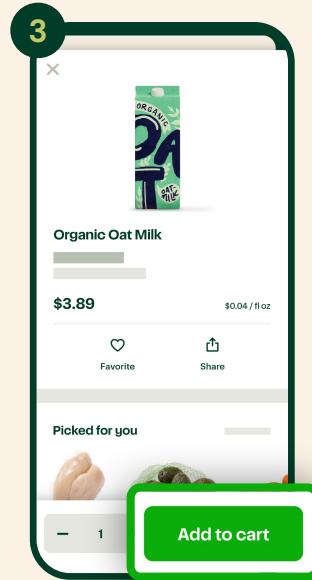 3
ORGANIC
OAT
OAT-
MILK
Organic Oat Milk
$3.89
$0.04 / fl oz
Favorite
Share
Picked for you
1
Add to cart